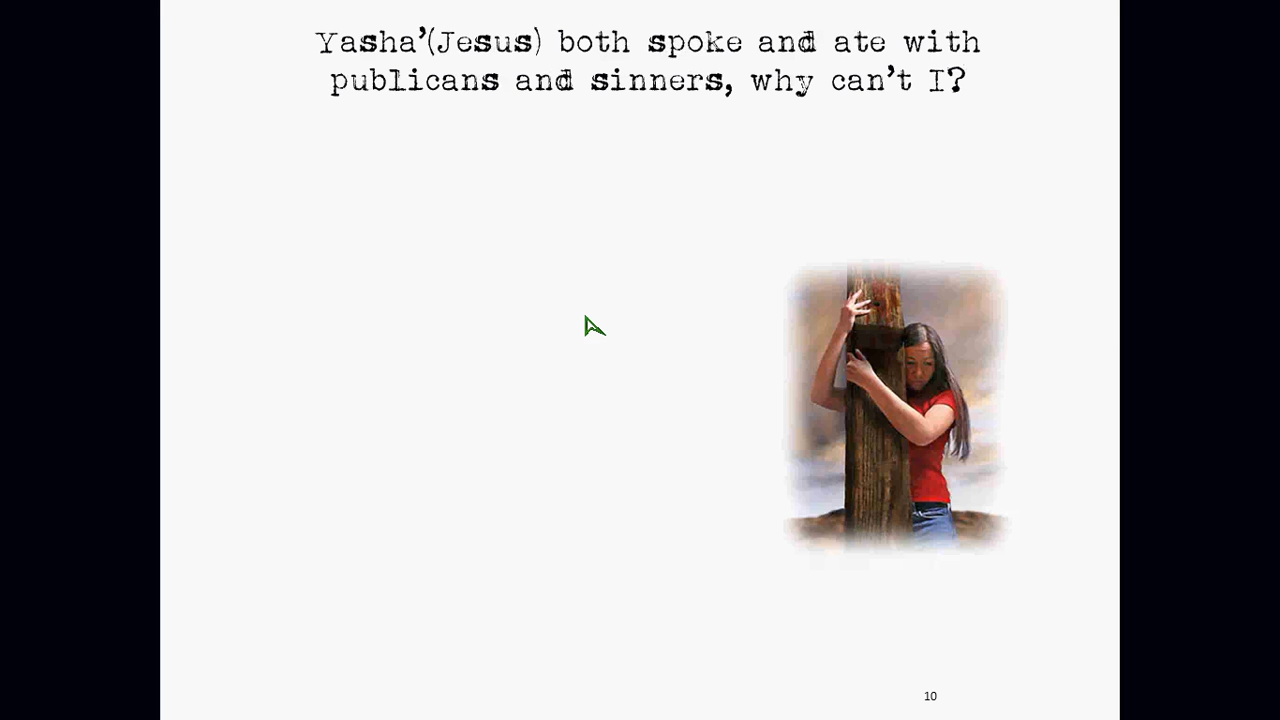 Yasha’(Jesus) both spoke and ate with
publicans and sinners, why can’t I?
10